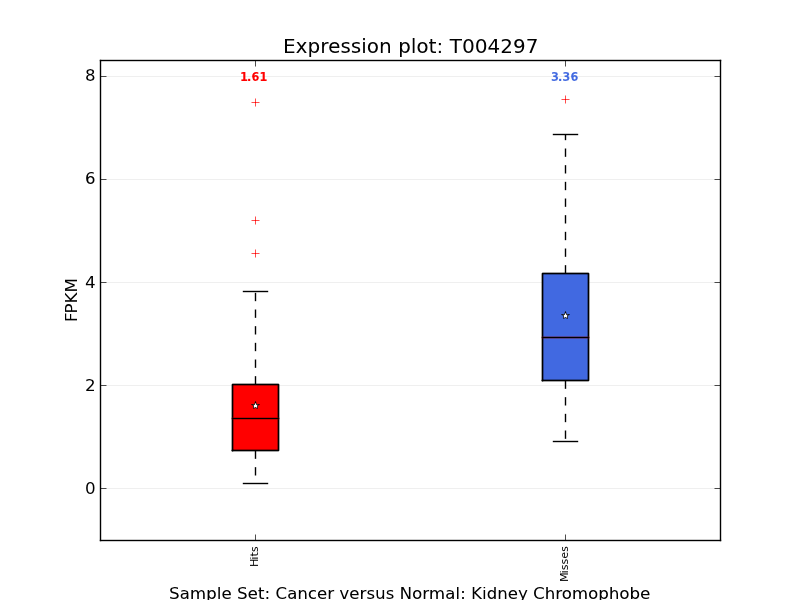 Expression plot: T004297
1.61
3.36
8
6
4
2
0
FPKM
Hits
Misses
Sample Set: Cancer versus Normal: Kidney Chromophobe